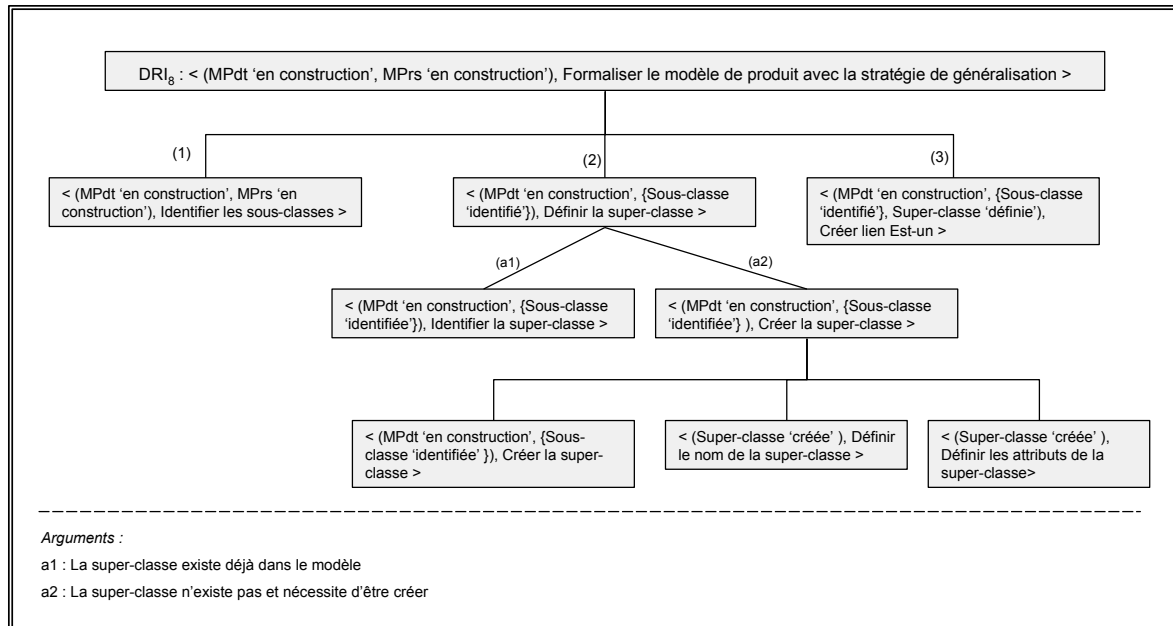 DRI8 : < (MPdt ‘en construction’, MPrs ‘en construction’), Formaliser le modèle de produit avec la stratégie de généralisation >
(1)
(2)
(3)
< (MPdt ‘en construction’, MPrs ‘en
construction’), Identifier les sous-classes >
< (MPdt ‘en construction’, {Sous-classe
‘identifié’}), Définir la super-classe >
< (MPdt ‘en construction’, {Sous-classe
‘identifié’}, Super-classe ‘définie’),
Créer lien Est-un >
(a1)
(a2)
< (MPdt ‘en construction’, {Sous-classe
‘identifiée’}), Identifier la super-classe >
< (MPdt ‘en construction’, {Sous-classe
‘identifiée’} ), Créer la super-classe >
< (MPdt ‘en construction’, {Sous-
classe ‘identifiée’ }), Créer la super-
classe >
< (Super-classe ‘créée’ ), Définir
le nom de la super-classe >
< (Super-classe ‘créée’ ),
Définir les attributs de la
super-classe>
Arguments :
a1 : La super-classe existe déjà dans le modèle
a2 : La super-classe n’existe pas et nécessite d’être créer